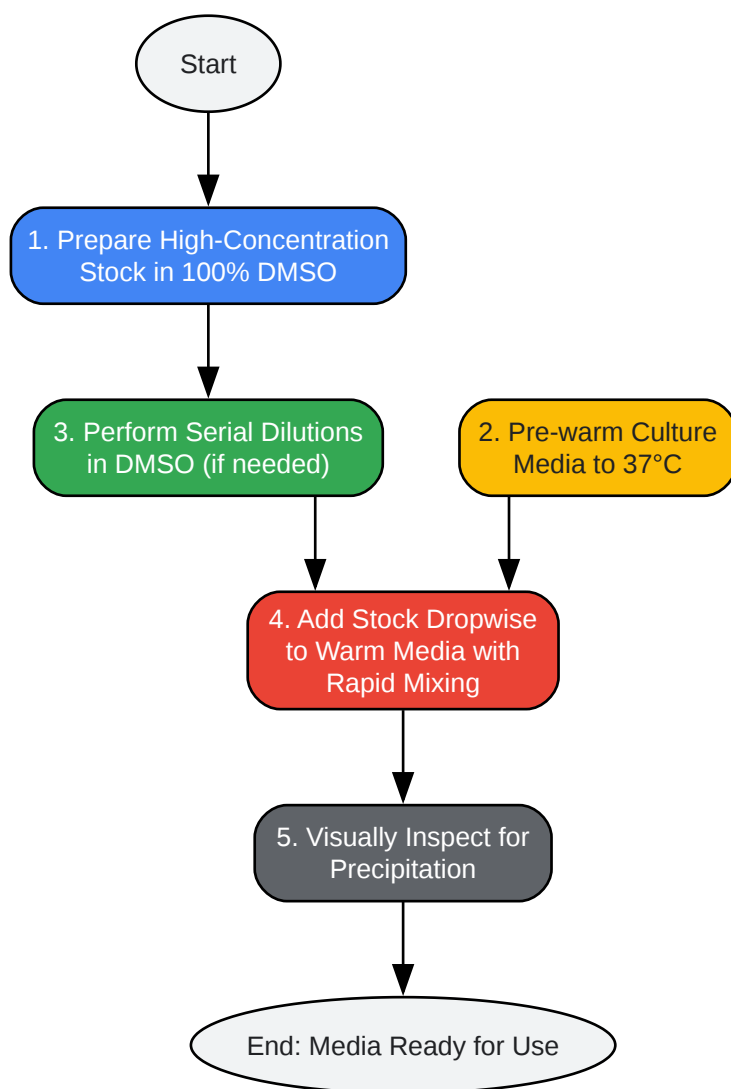 Start
1. Prepare High-Concentration
Stock in 100% DMSO
3. Perform Serial Dilutions
in DMSO (if needed)
2. Pre-warm Culture
Media to 37°C
4. Add Stock Dropwise
to Warm Media with
Rapid Mixing
5. Visually Inspect for
Precipitation
End: Media Ready for Use